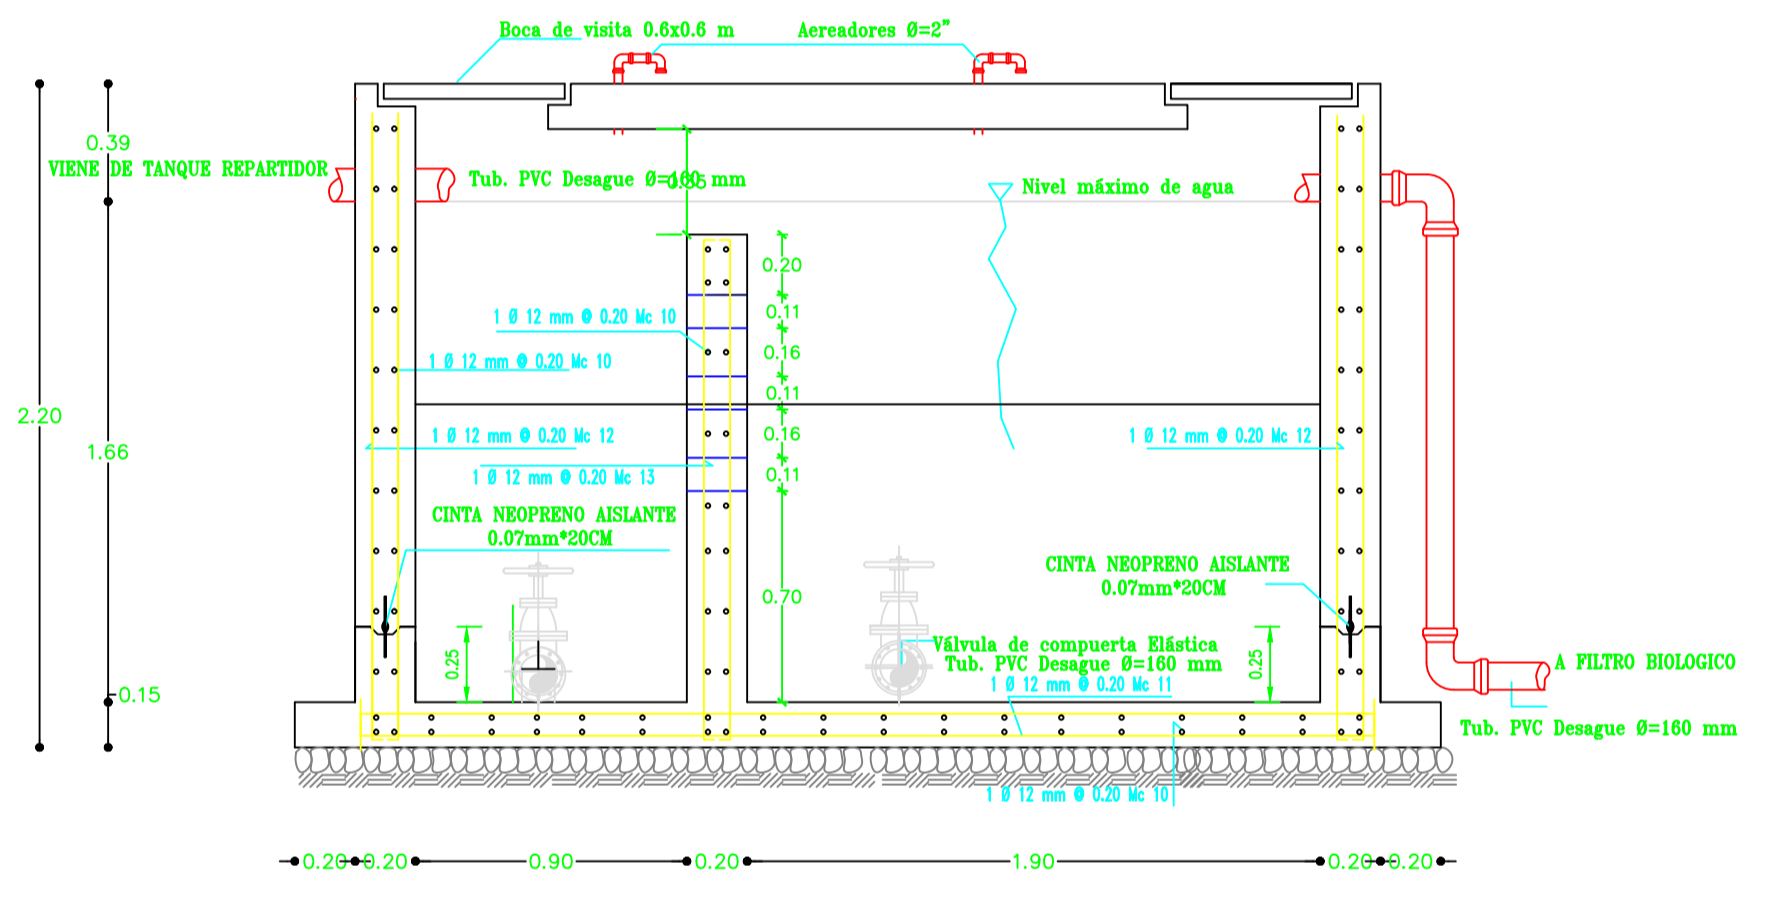 Boca de visita 0.6x0.6 m
Aereadores Ø=2”
0.39
VIENE DE TANQUE REPARTIDOR
Tub. PVC Desague Ø=160 mm
Nivel máximo de agua
0.20
1 Ø 12 mm @ 0.20 Mc 10
0.11
1 Ø 12 mm @ 0.20 Mc 10
0.16
0.11
2.20
1.66
1 Ø 12 mm @ 0.20 Mc 12
0.16
1 Ø 12 mm @ 0.20 Mc 12
1 Ø 12 mm @ 0.20 Mc 13
0.11
CINTA NEOPRENO AISLANTE
0.07mm*20CM
CINTA NEOPRENO AISLANTE
0.07mm*20CM
0.70
0.25
Válvula de compuerta Elástica
Tub. PVC Desague Ø=160 mm
1 Ø 12 mm @ 0.20 Mc 11
0.25
A FILTRO BIOLOGICO
0.15
Tub. PVC Desague Ø=160 mm
1 Ø 12 mm @ 0.20 Mc 10
0.20
0.20
0.90
0.20
1.90
0.20
0.20